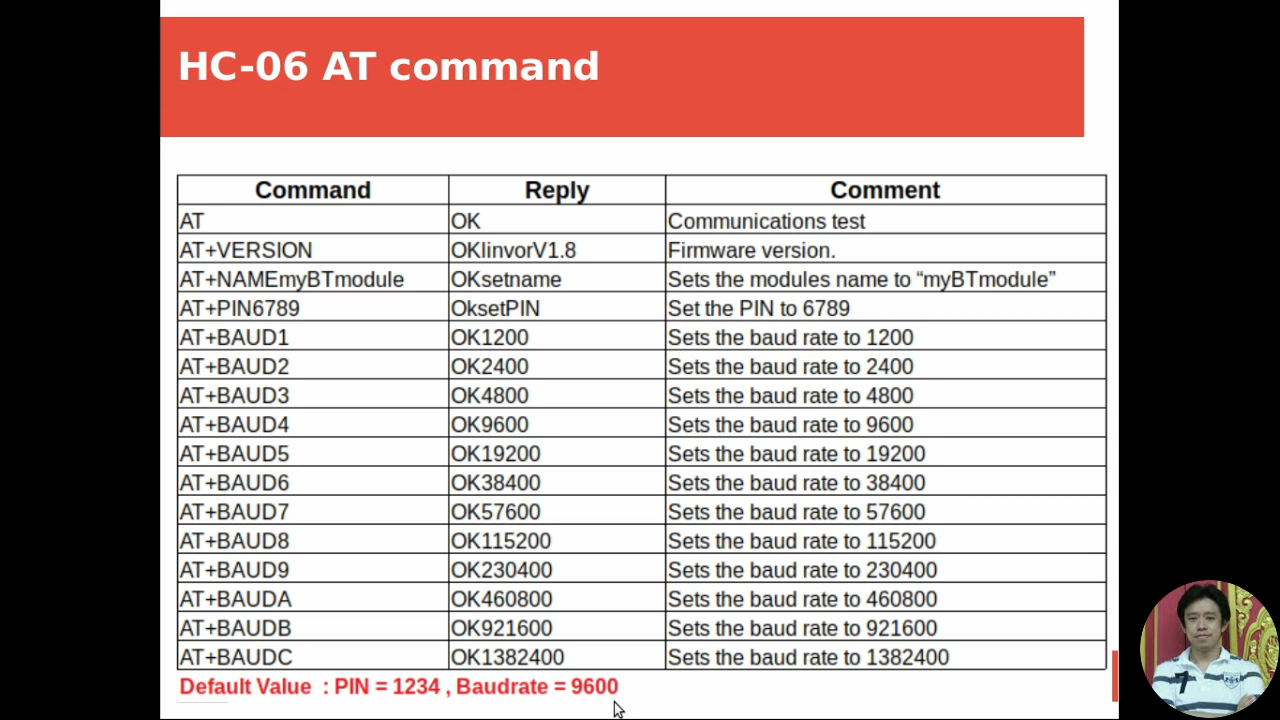 HC-06 AT command
Command Reply Comment
AT OK Communications test
AT+VERSION OKlinvorV1.8 Firmware version.
AT+NAMEmyBTmodule OKsetname Sets the modules name to “myBTmodule”
AT+PIN6789 OksetPIN Set the PIN to 6789
AT+BAUD1 OK1200 Sets the baud rate to 1200
AT+BAUD2 OK2400 Sets the baud rate to 2400
AT+BAUD3 OK4800 Sets the baud rate to 4800
AT+BAUD4 OK9600 Sets the baud rate to 9600
AT+BAUD5 OK19200 Sets the baud rate to 19200
AT+BAUD6 OK38400 Sets the baud rate to 38400
AT+BAUD7 OK57600 Sets the baud rate to 57600
AT+BAUD8 OK115200 Sets the baud rate to 115200
AT+BAUD9 OK230400 Sets the baud rate to 230400
AT+BAUDA OK460800 Sets the baud rate to 460800
AT+BAUDB OK921600 Sets the baud rate to 921600
AT+BAUDC OK1382400 Sets the baud rate to 1382400
Default Value : PIN = 1234 , Baudrate = 9600
7